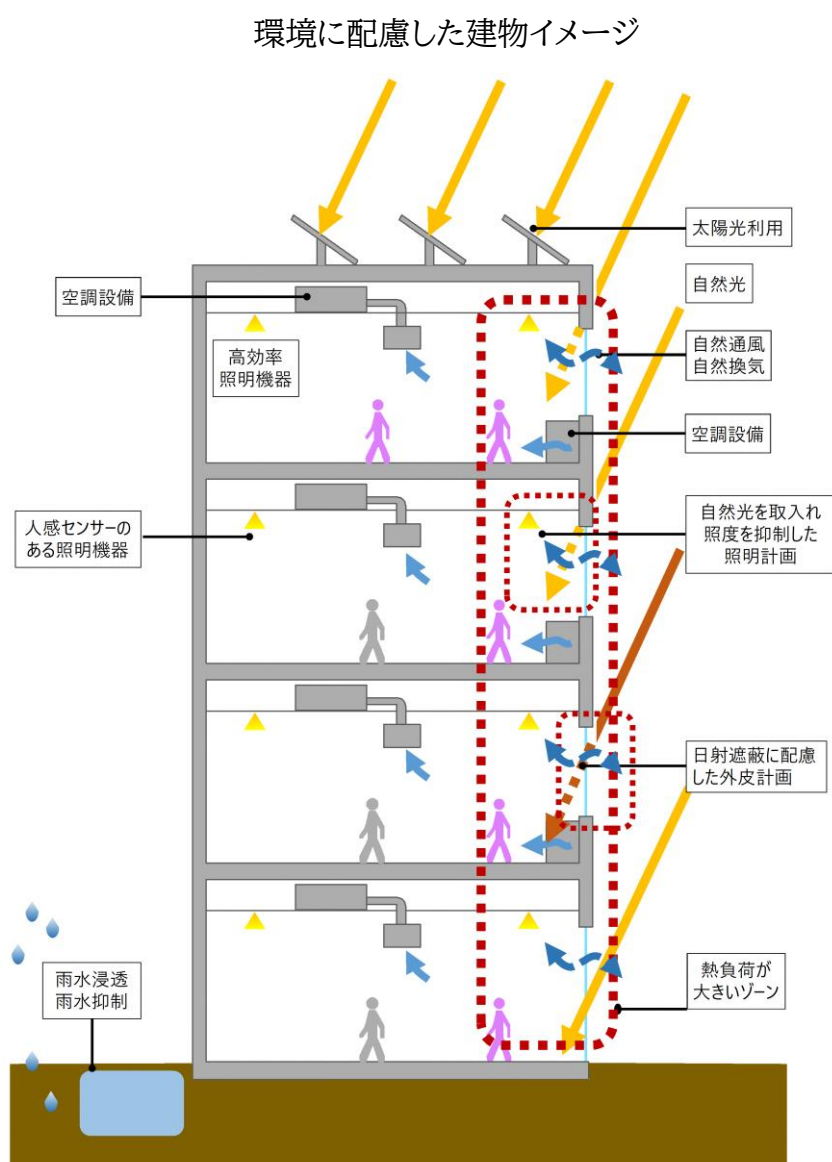 環境に配慮した建物イメージ
太陽光利用
自然光
空調設備
自然通風
自然換気
高効率
照明機器
空調設備
人感センサーの
ある照明機器
自然光を取入れ
照度を抑制した
照明計画
日射遮蔽に配慮
した外皮計画
雨水浸透
雨水抑制
熱負荷が
大きいゾーン